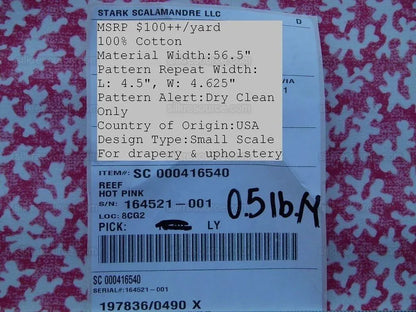 STARK SCALAMANDRE LLC
D
MSRP $100++/yard
100% Cotton
Material Width:56.5"
Pattern Repeat Width:
L: 4.5", W: 4.625"
Pattern Alert:Dry Clean
Only
Country of Origin:USA
Design Type:Small Scale
For drapery & upholstery
VIA
ITEM#: SC 000416540
REEF
HOT PINK
S/N: 164521-001
LOC: 8CG2
0.5 lb./Y
PICK: LY
SC 000416540
SERIAL#:164521-001
197836/0490 X